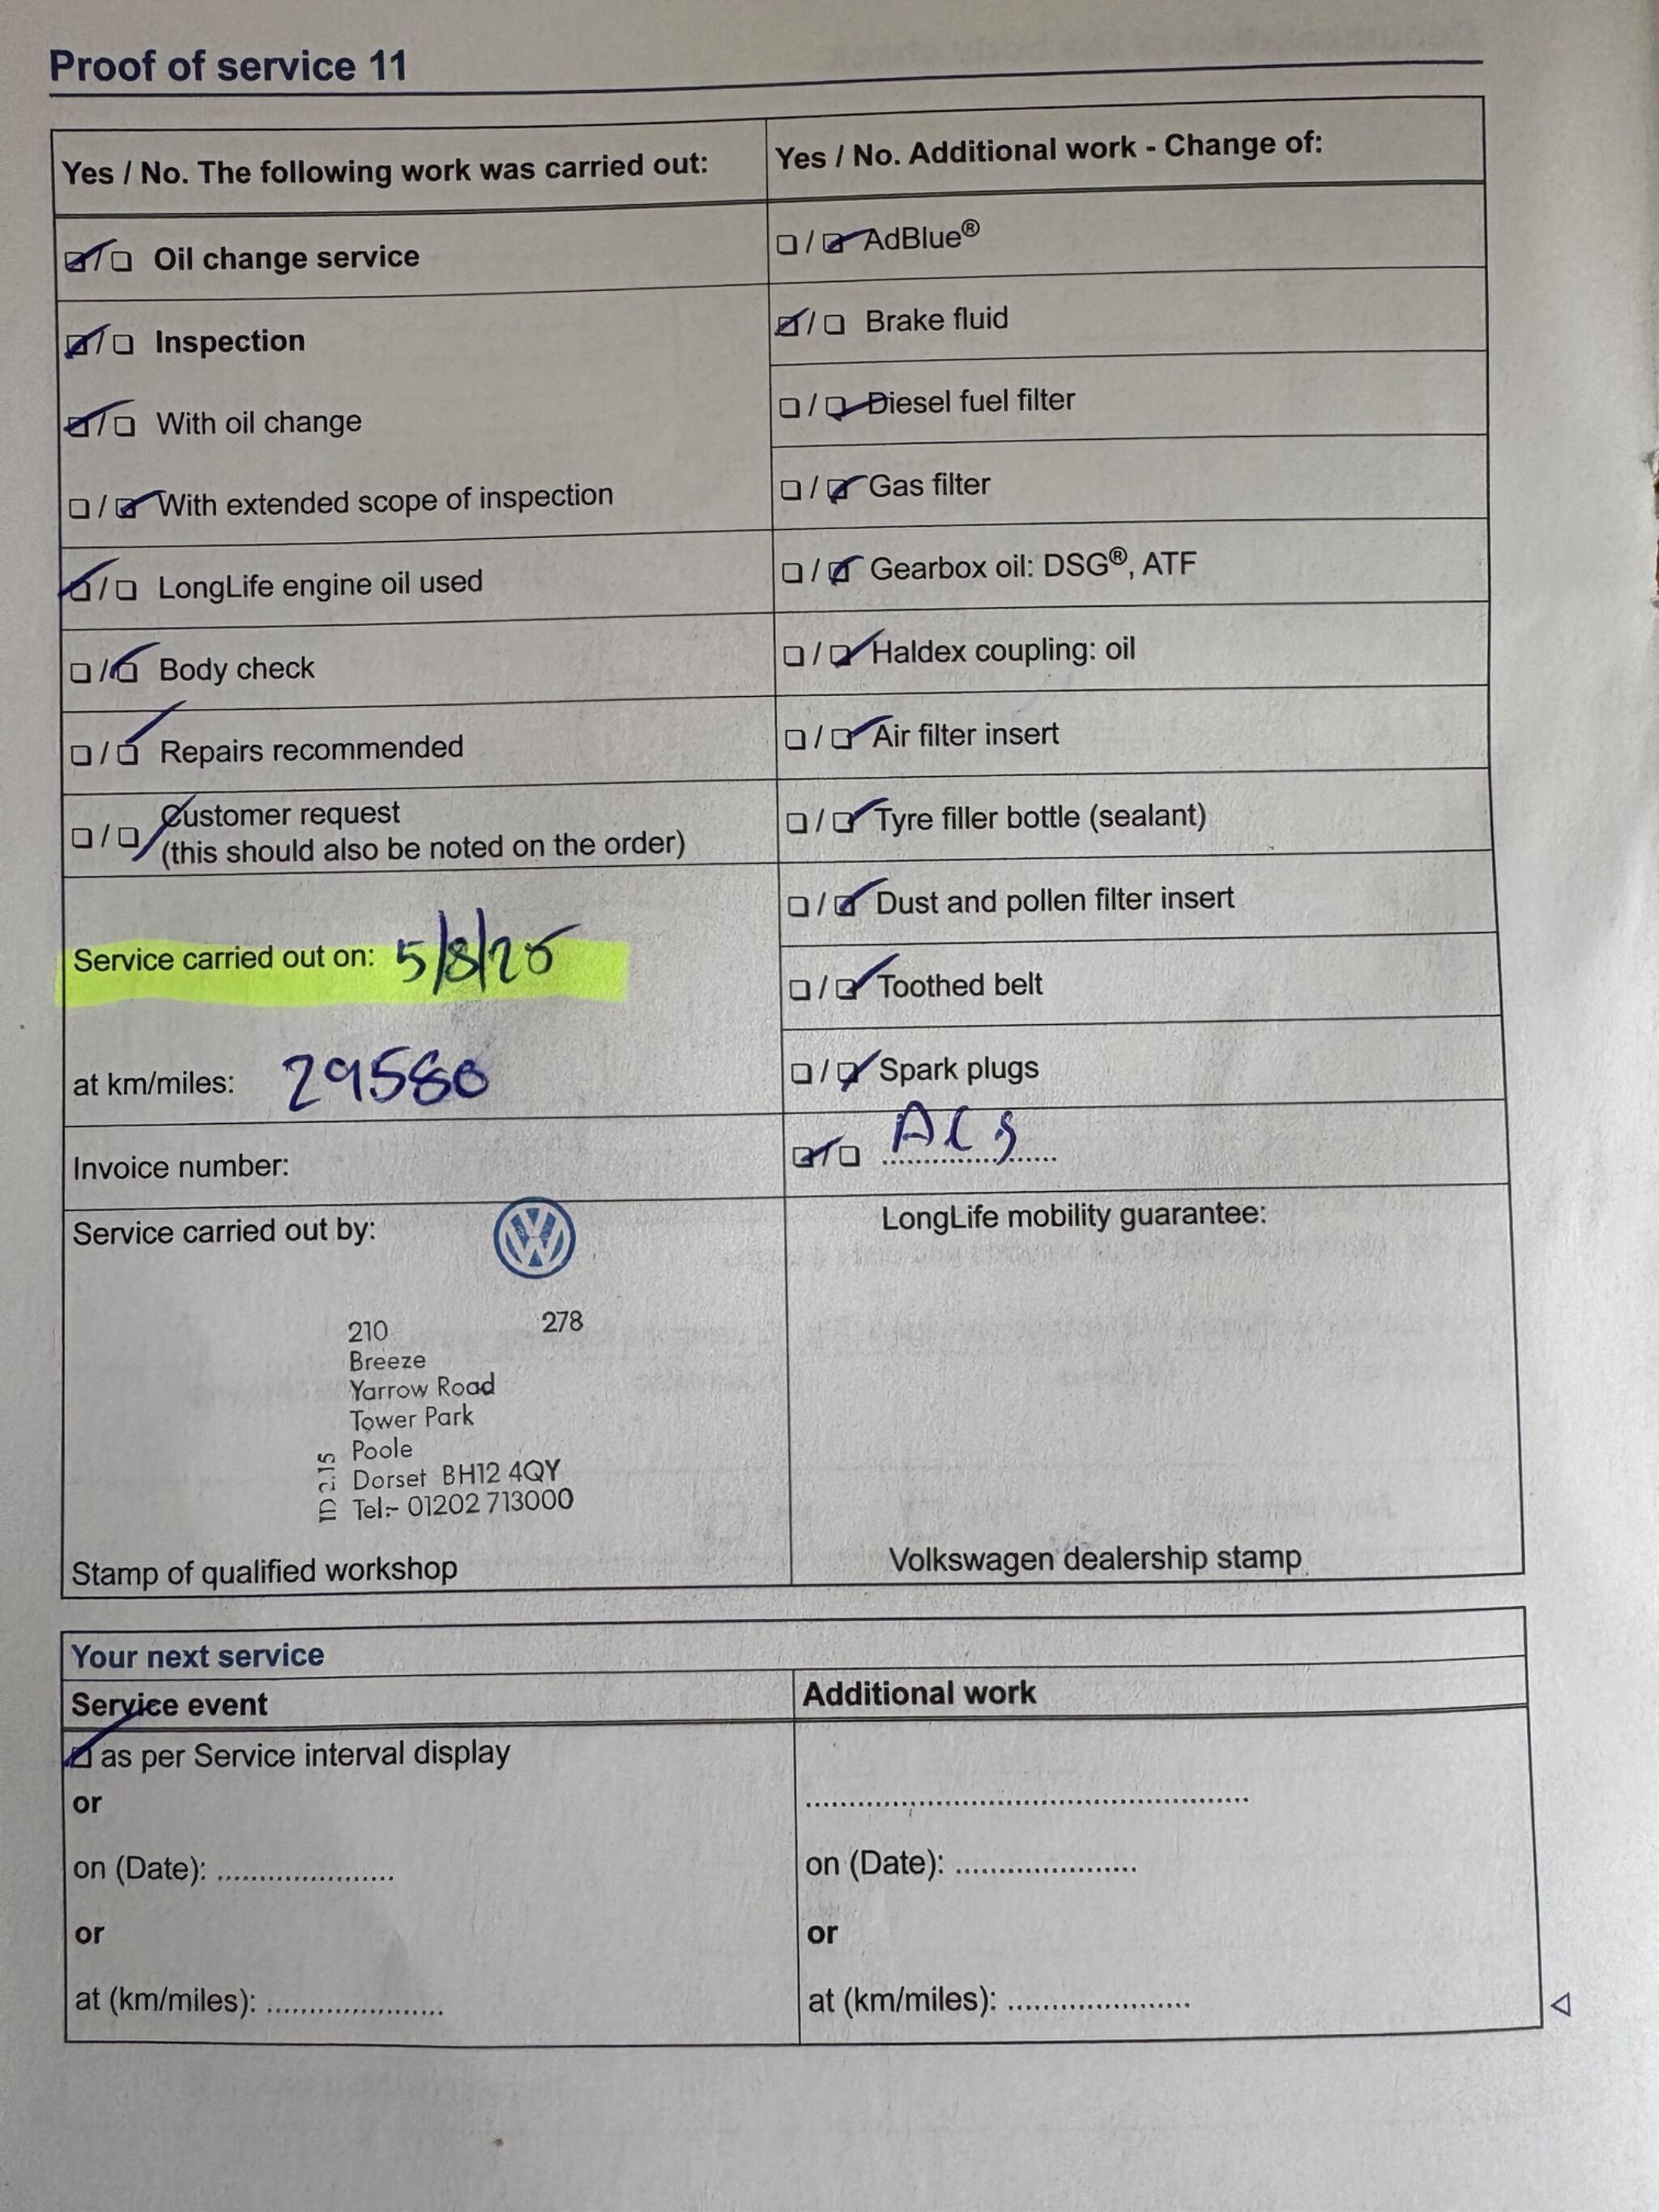 Proof of service 11
Yes / No. The following work was carried out:
☑/☐ Oil change service
☑/☐ Inspection
☑/☐ With oil change
☐/☑ With extended scope of inspection
☑/☐ LongLife engine oil used
☐/☑ Body check
☐/☑ Repairs recommended
☐/☑ Customer request
(this should also be noted on the order)
Service carried out on: 5/8/25
at km/miles: 29580
Invoice number:
Service carried out by:
210 278
Breeze
Yarrow Road
Tower Park
Poole
Dorset BH12 4QY
Tel:- 01202 713000
Stamp of qualified workshop
Yes / No. Additional work - Change of:
☐/☑ AdBlue®
☑/☐ Brake fluid
☐/☑ Diesel fuel filter
☐/☑ Gas filter
☐/☑ Gearbox oil: DSG®, ATF
☐/☑ Haldex coupling: oil
☐/☑ Air filter insert
☐/☑ Tyre filler bottle (sealant)
☐/☑ Dust and pollen filter insert
☐/☑ Toothed belt
☐/☑ Spark plugs
☑/☐
LongLife mobility guarantee:
Volkswagen dealership stamp
Your next service
Service event
☑ as per Service interval display
or
on (Date): ....................
or
at (km/miles): ....................
Additional work
..................................................
on (Date): ....................
or
at (km/miles): ....................